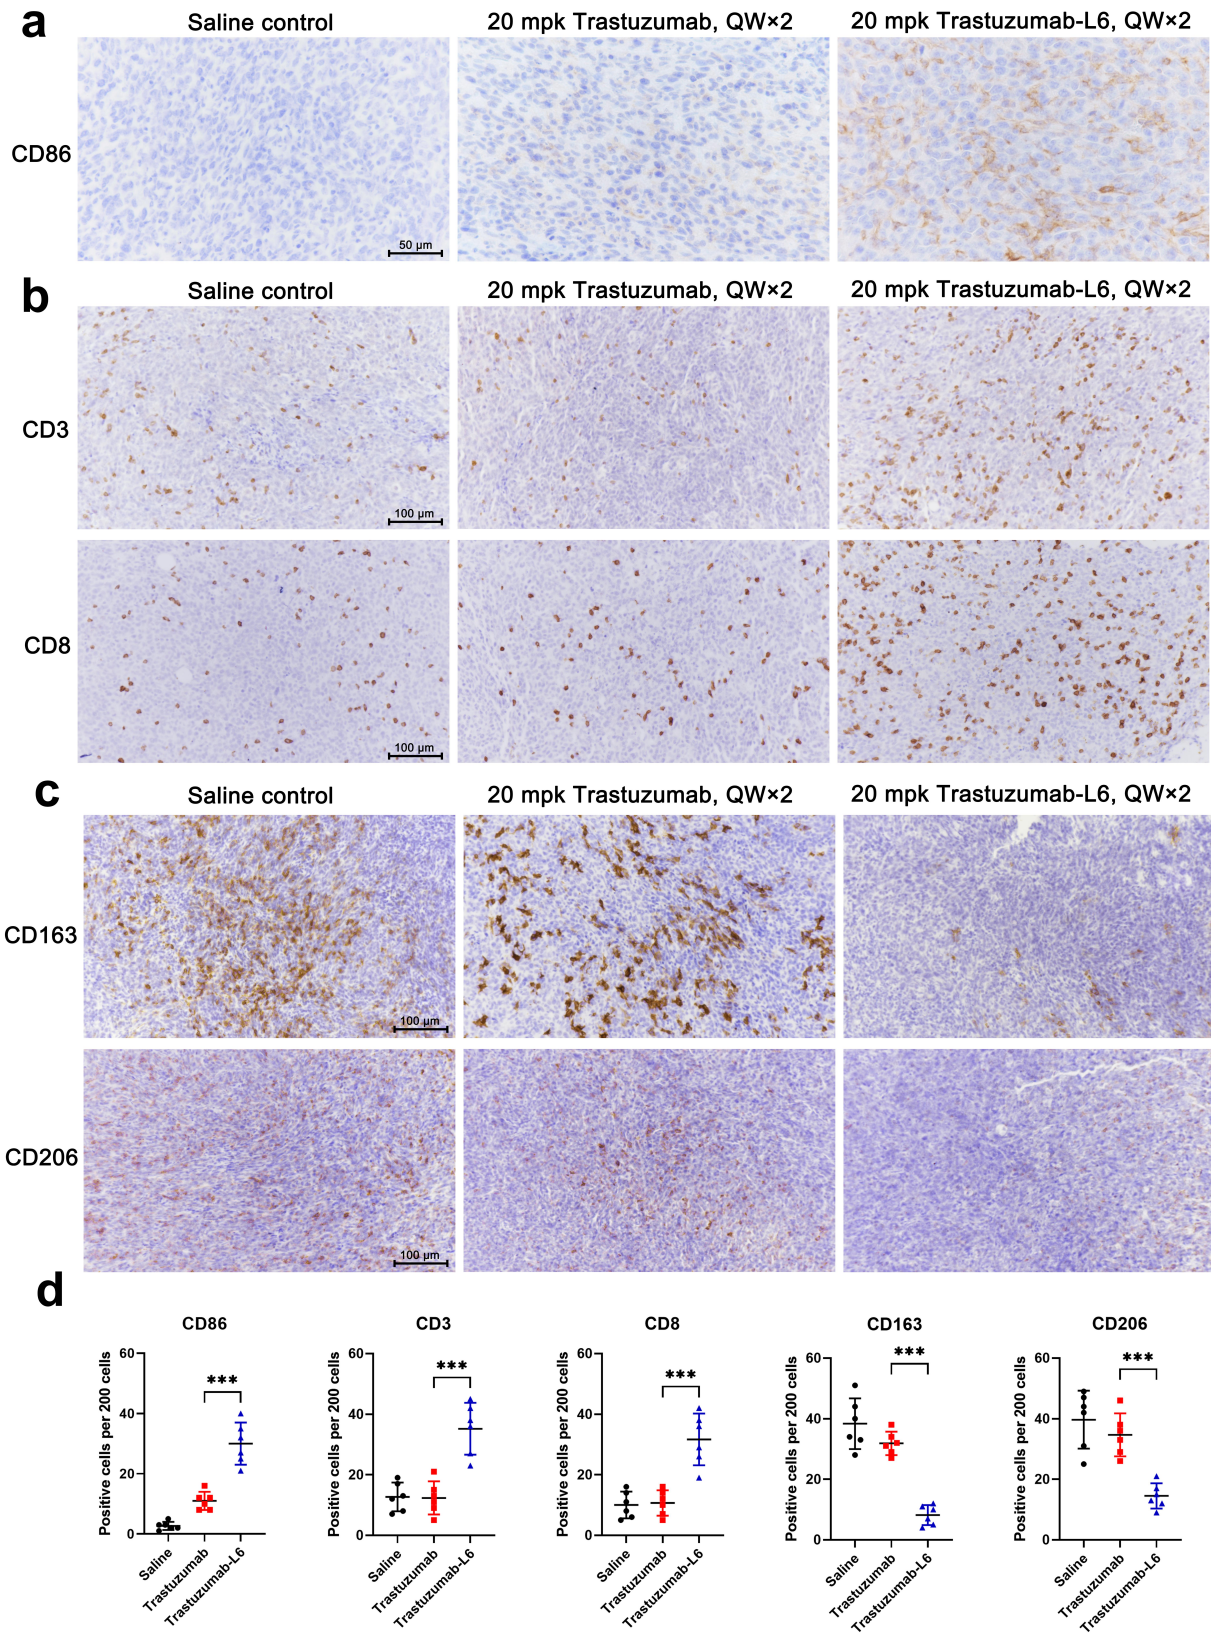 a
Saline control
20 mpk Trastuzumab, QW×2
20 mpk Trastuzumab-L6, QW×2
CD86
50 μm
b
Saline control
20 mpk Trastuzumab, QW×2
20 mpk Trastuzumab-L6, QW×2
CD3
100 μm
CD8
100 μm
c
Saline control
20 mpk Trastuzumab, QW×2
20 mpk Trastuzumab-L6, QW×2
CD163
100 μm
CD206
100 μm
d
CD86
Positive cells per 200 cells
60
40
20
0
***
Saline
Trastuzumab
Trastuzumab-L6
CD3
Positive cells per 200 cells
60
40
20
0
***
Saline
Trastuzumab
Trastuzumab-L6
CD8
Positive cells per 200 cells
60
40
20
0
***
Saline
Trastuzumab
Trastuzumab-L6
CD163
Positive cells per 200 cells
60
40
20
0
***
Saline
Trastuzumab
Trastuzumab-L6
CD206
Positive cells per 200 cells
60
40
20
0
***
Saline
Trastuzumab
Trastuzumab-L6